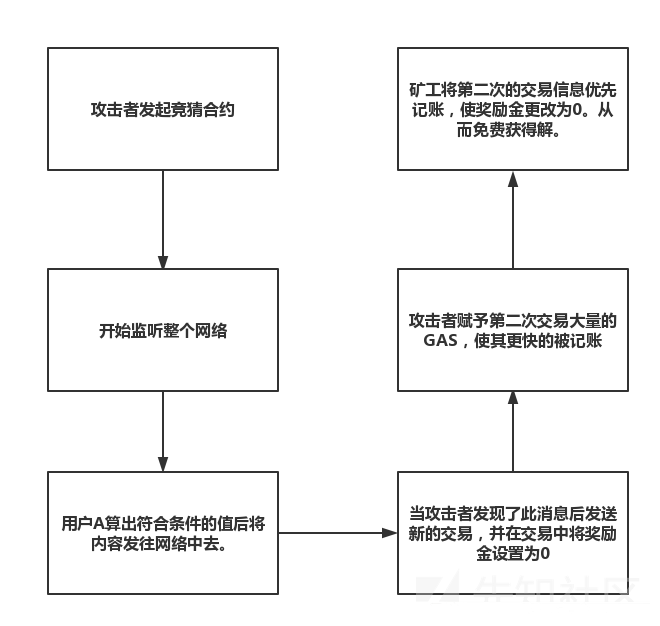 攻击者发起竞猜合约
开始监听整个网络
用户A算出符合条件的值后将
内容发往网络中去。
当攻击者发现了此消息后发送
新的交易，并在交易中将奖励
金设置为0
攻击者赋予第二次交易大量的
GAS，使其更快的被记账
矿工将第二次的交易信息优先
记账，使奖励金更改为0。从
而免费获得解。
先知社区